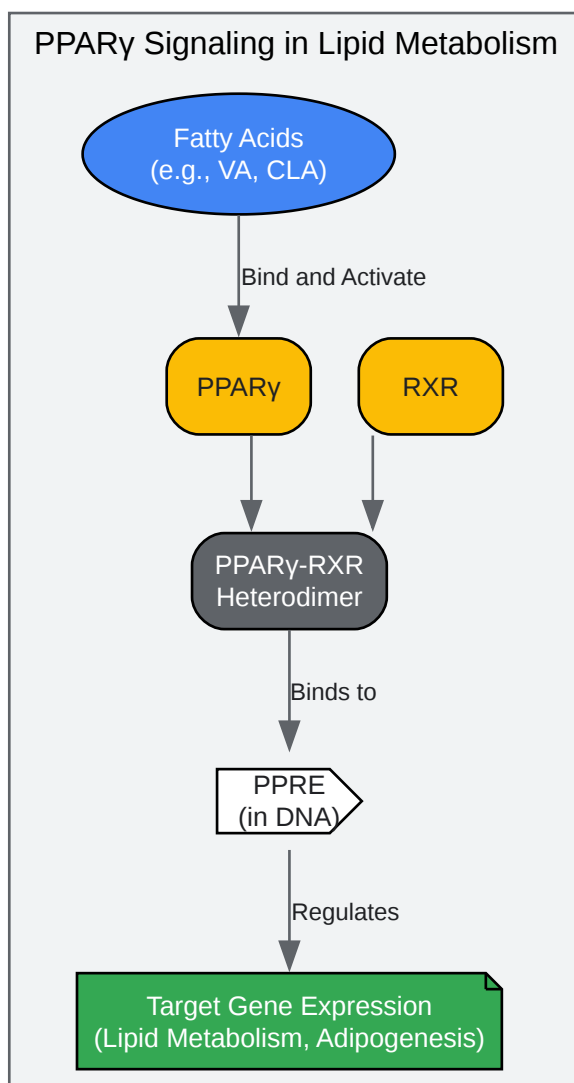 PPARγ Signaling in Lipid Metabolism
Fatty Acids
(e.g., VA, CLA)
Bind and Activate
PPARγ
RXR
PPARγ-RXR
Heterodimer
Binds to
PPRE
(in DNA)
Regulates
Target Gene Expression
(Lipid Metabolism, Adipogenesis)